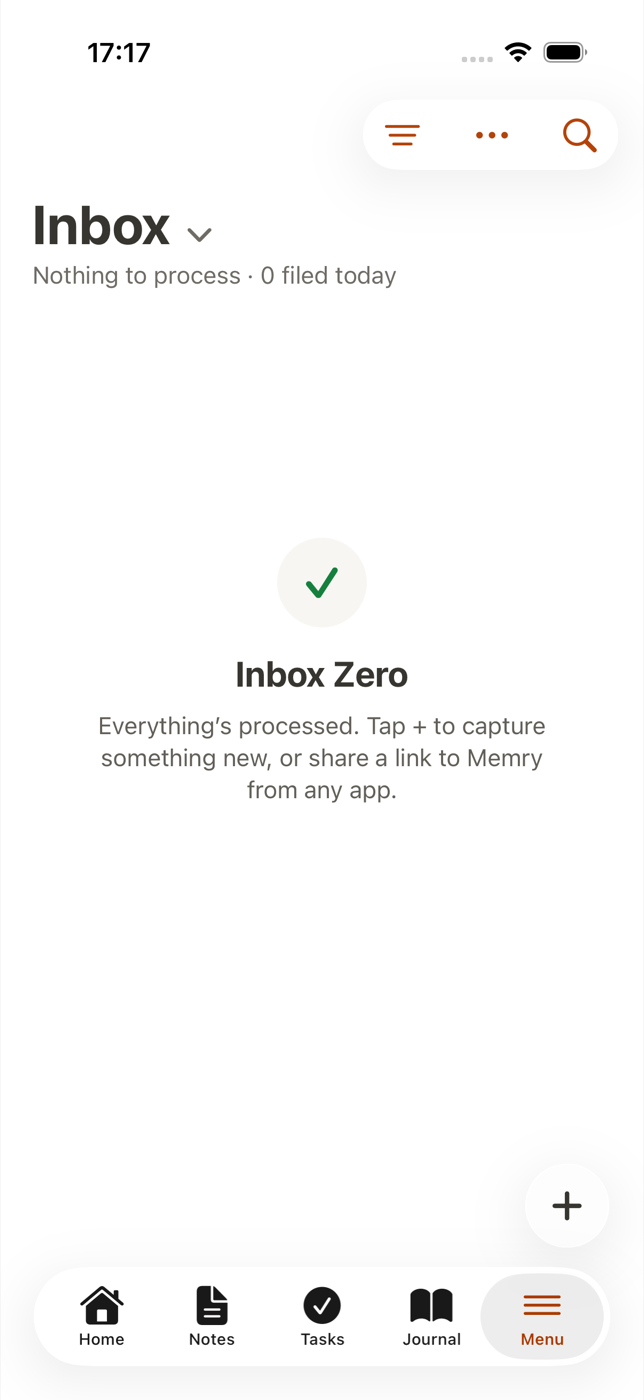 17:17
Inbox
Nothing to process · 0 filed today
Inbox Zero
Everything’s processed. Tap + to capture
something new, or share a link to Memry
from any app.
Home
Notes
Tasks
Journal
Menu